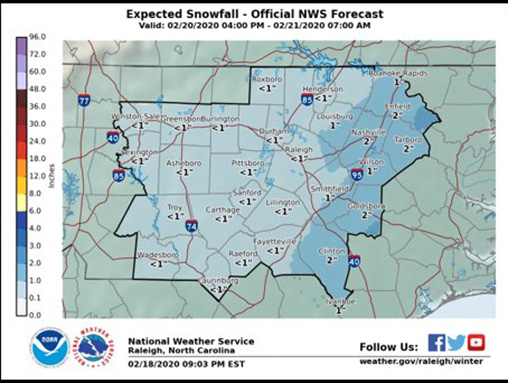 Expected Snowfall - Official NWS Forecast
Valid: 02/20/2020 04:00 PM - 02/21/2020 07:00 AM
96.0
72.0
60.0
48.0
36.0
30.0
24.0
18.0
12.0
8.0
6.0
4.0
3.0
2.0
1.0
0.1
0.0
Inches
Roxboro
<1"
Henderson
<1"
Roanoke Rapids
1"
Enfield
2"
Winston-Salem
<1"
Greensboro
<1"
Burlington
<1"
Durham
<1"
Louisburg
1"
Nashville
2"
Tarboro
2"
Lexington
<1"
Asheboro
<1"
Pittsboro
<1"
Raleigh
<1"
Wilson
1"
Troy
<1"
Carthage
<1"
Sanford
<1"
Lillington
<1"
Smithfield
1"
Goldsboro
2"
Wadesboro
<1"
Laurinburg
<1"
Raeford
<1"
Fayetteville
<1"
Clinton
2"
Ivanhoe
1"
77
40
85
85
74
95
40
NOAA
NATIONAL WEATHER SERVICE
National Weather Service
Raleigh, North Carolina
02/18/2020 09:03 PM EST
Follow Us:
weather.gov/raleigh/winter